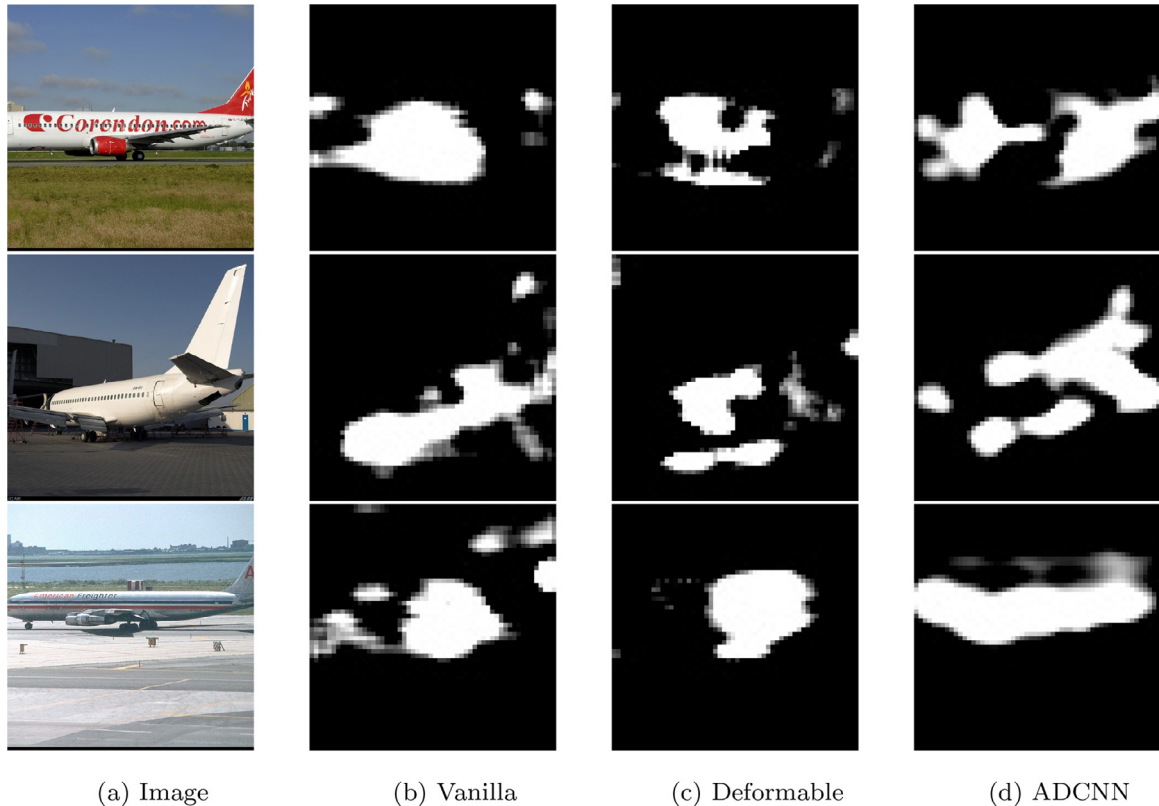 Corendon.com
American Freighter
A
(a) Image
(b) Vanilla
(c) Deformable
(d) ADCNN